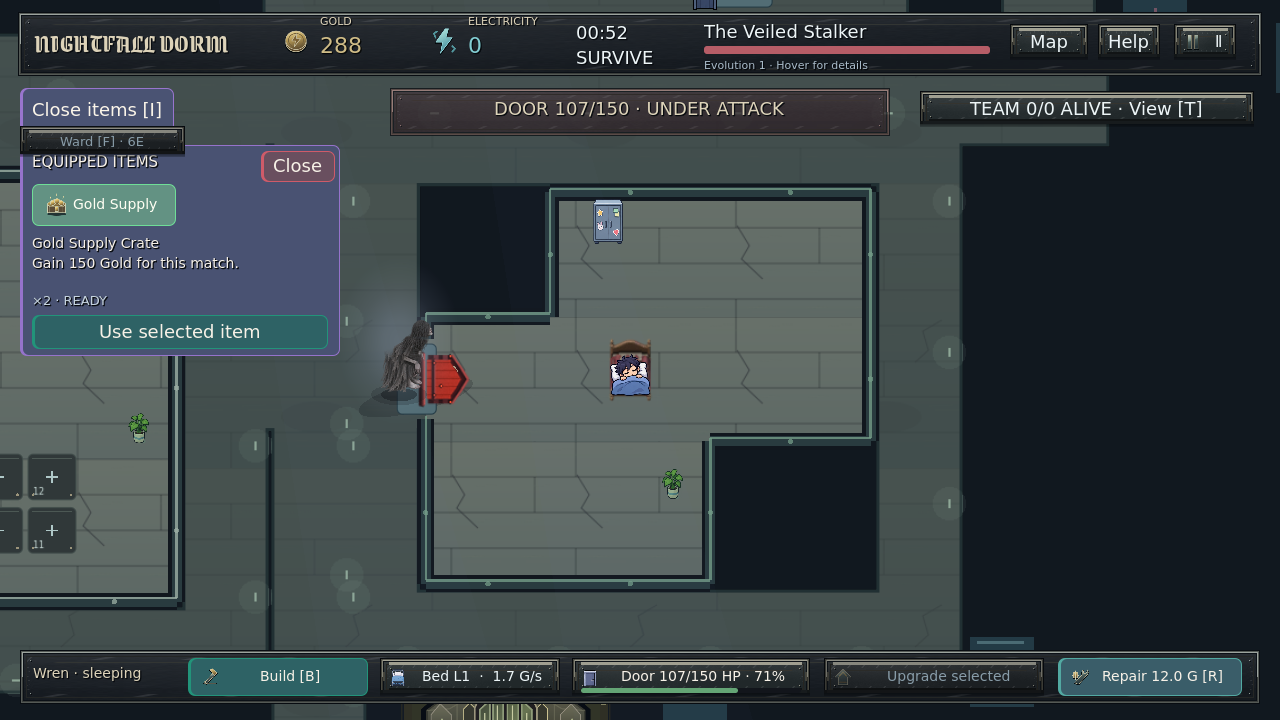 NIGHTFALL DORM
GOLD
288
ELECTRICITY
0
00:52
SURVIVE
The Veiled Stalker
Evolution 1 · Hover for details
Map
Help
II
Close items [I]
Ward [F] · 6E
DOOR 107/150 · UNDER ATTACK
TEAM 0/0 ALIVE · View [T]
EQUIPPED ITEMS
Close
Gold Supply
Gold Supply Crate
Gain 150 Gold for this match.
×2 · READY
Use selected item
+
12
+
11
Wren · sleeping
Build [B]
Bed L1 · 1.7 G/s
Door 107/150 HP · 71%
Upgrade selected
Repair 12.0 G [R]